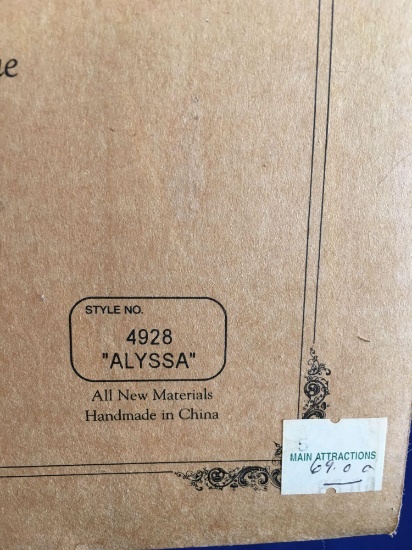 STYLE NO.
4928
"ALYSSA"
All New Materials
Handmade in China
MAIN ATTRACTIONS
69.00